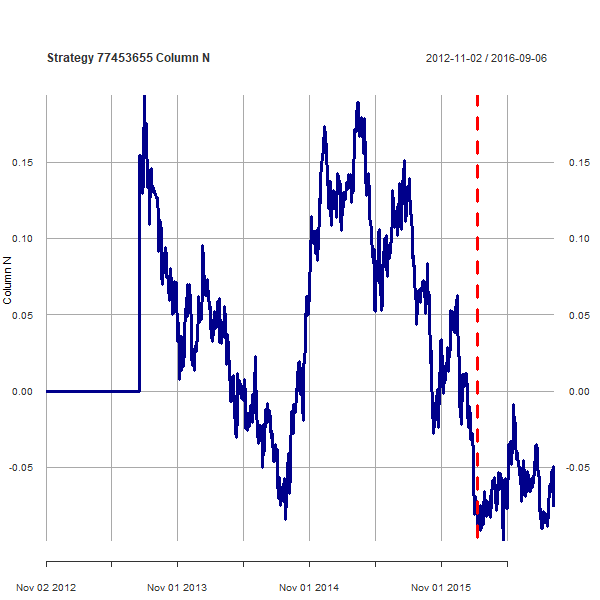 Strategy 77453655 Column N
2012-11-02 / 2016-09-06
Column N
0.15
0.10
0.05
0.00
-0.05
0.15
0.10
0.05
0.00
-0.05
Nov 02 2012
Nov 01 2013
Nov 01 2014
Nov 01 2015